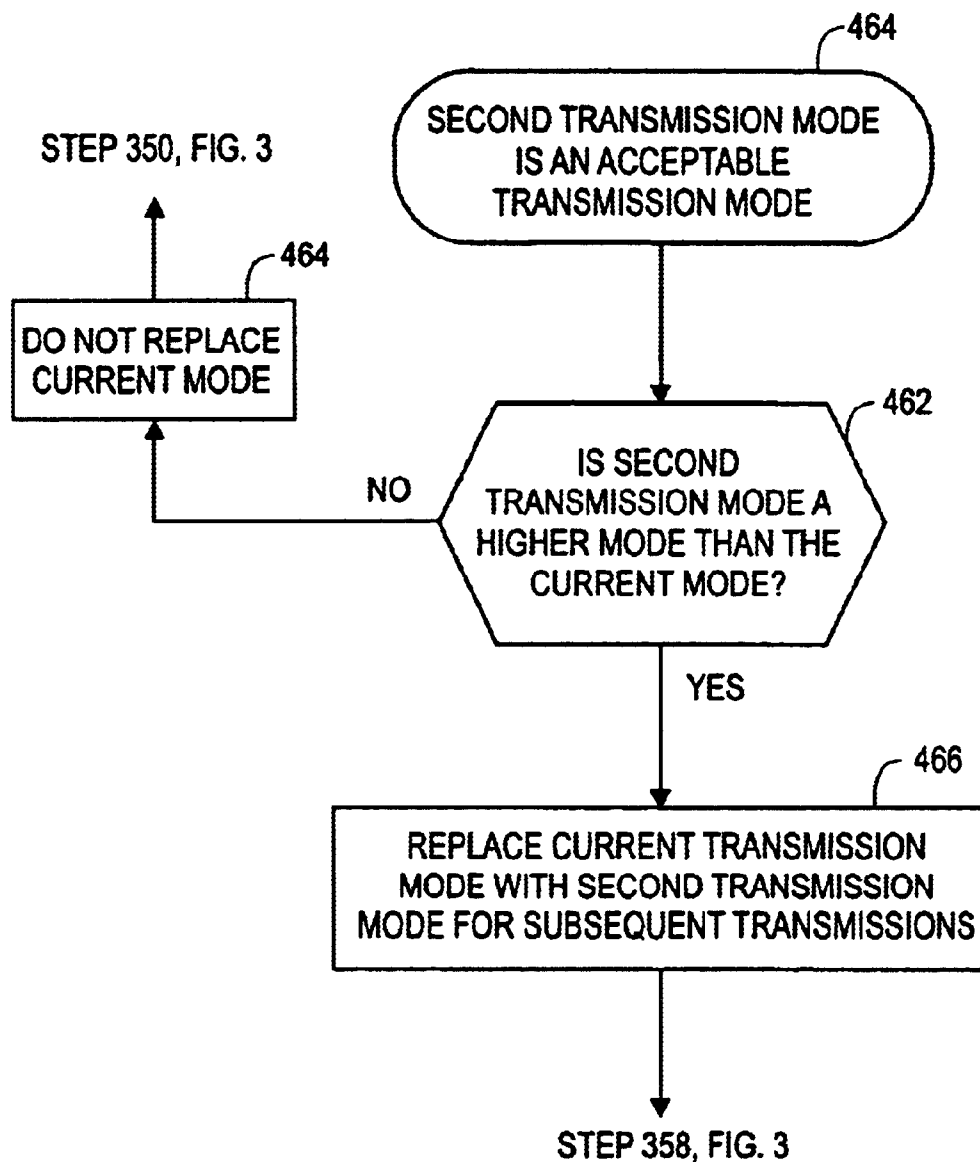 464
SECOND TRANSMISSION MODE
IS AN ACCEPTABLE
TRANSMISSION MODE
STEP 350, FIG. 3
464
DO NOT REPLACE
CURRENT MODE
462
IS SECOND
TRANSMISSION MODE A
HIGHER MODE THAN THE
CURRENT MODE?
NO
YES
466
REPLACE CURRENT TRANSMISSION
MODE WITH SECOND TRANSMISSION
MODE FOR SUBSEQUENT TRANSMISSIONS
STEP 358, FIG. 3